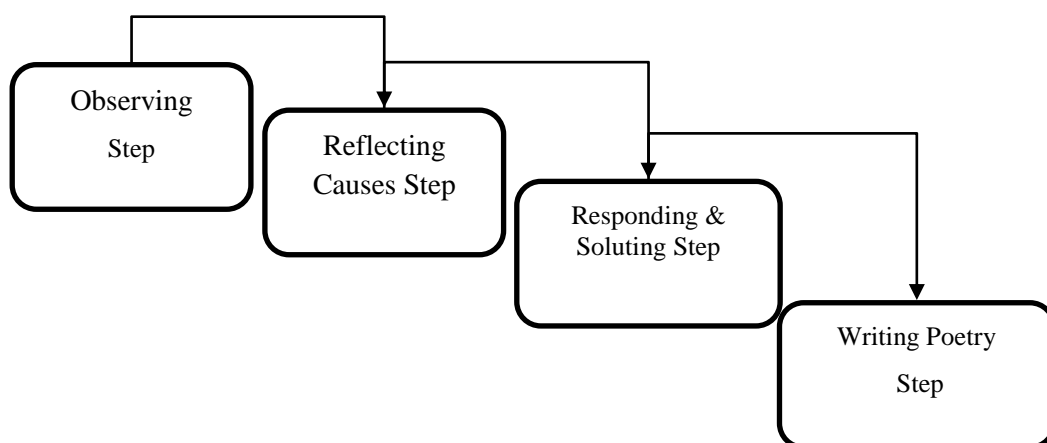 Observing
Step
Reflecting
Causes Step
Responding &
Soluting Step
Writing Poetry
Step